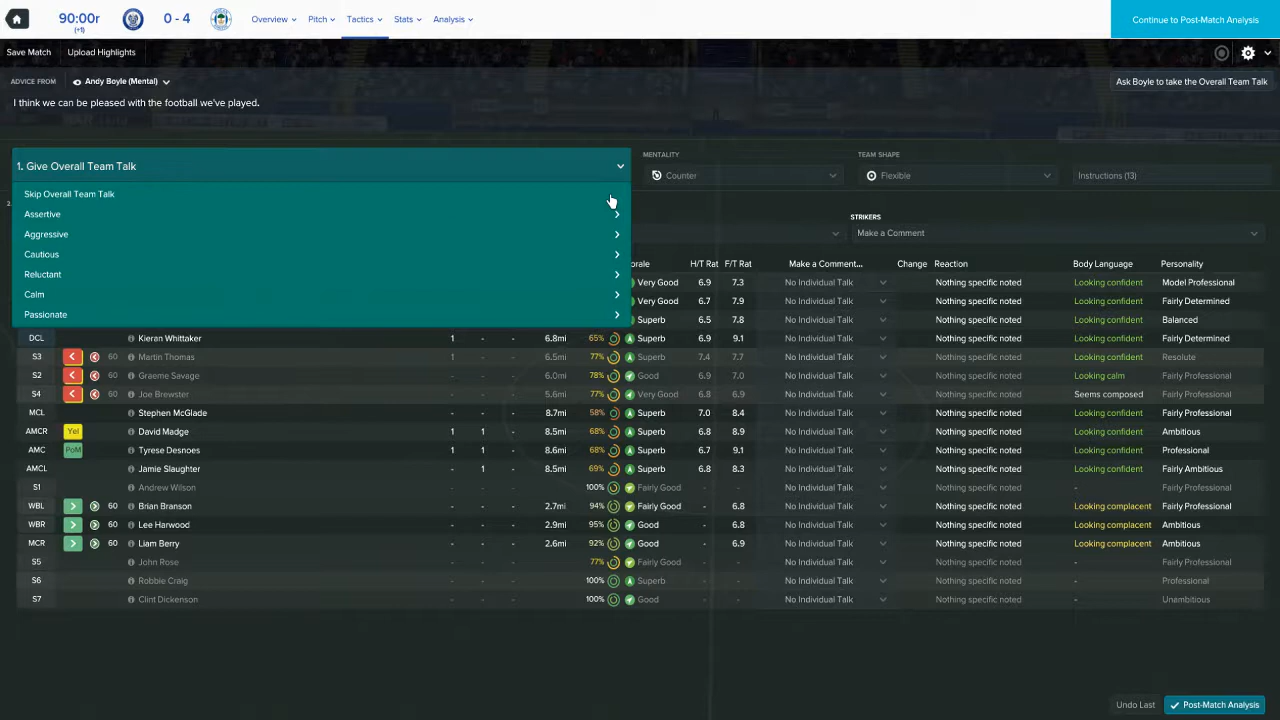 90:00r
(+1)
0 - 4
Overview
Pitch
Tactics
Stats
Analysis
Continue to Post-Match Analysis
Save Match
Upload Highlights
ADVICE FROM
Andy Boyle (Mental)
Ask Boyle to take the Overall Team Talk
I think we can be pleased with the football we've played.
1. Give Overall Team Talk
MENTALITY
TEAM SHAPE
Counter
Flexible
Instructions (13)
Skip Overall Team Talk
Assertive
Aggressive
Cautious
Reluctant
Calm
Passionate
2.
STRIKERS
Make a Comment
H/T Rat F/T Rat Make a Comment... Change Reaction Body Language Personality
Very Good 6.9 7.3 No Individual Talk Nothing specific noted Looking confident Model Professional
Very Good 6.7 7.9 No Individual Talk Nothing specific noted Looking confident Fairly Determined
Superb 6.5 7.8 No Individual Talk Nothing specific noted Looking confident Balanced
DCL Kieran Whittaker 1 - - 6.8mi 65% Superb 6.9 9.1 No Individual Talk Nothing specific noted Looking confident Fairly Determined
S3 60 Martin Thomas 1 - - 6.5mi 77% Superb 7.4 7.7 No Individual Talk Nothing specific noted Looking confident Resolute
S2 60 Graeme Savage - - - 6.0mi 78% Good 6.9 7.0 No Individual Talk Nothing specific noted Looking calm Fairly Professional
S4 60 Joe Brewster - - - 5.6mi 77% Very Good 6.8 6.9 No Individual Talk Nothing specific noted Seems composed Fairly Professional
MCL Stephen McGlade - - - 8.7mi 58% Superb 7.0 8.4 No Individual Talk Nothing specific noted Looking confident Fairly Professional
AMCR Yel David Madge 1 1 - 8.5mi 68% Superb 6.8 8.9 No Individual Talk Nothing specific noted Looking confident Ambitious
AMC PoM Tyrese Desnoes 1 1 - 8.6mi 68% Superb 6.7 9.1 No Individual Talk Nothing specific noted Looking confident Professional
AMCL Jamie Slaughter - 1 - 8.5mi 69% Superb 6.8 8.3 No Individual Talk Nothing specific noted Looking confident Fairly Ambitious
S1 Andrew Wilson - - - 100% Fairly Good - - No Individual Talk Nothing specific noted - Fairly Professional
WBL 60 Brian Branson - - - 2.7mi 94% Fairly Good - 6.8 No Individual Talk Nothing specific noted Looking complacent Fairly Professional
WBR 60 Lee Harwood - - - 2.9mi 95% Good - 6.8 No Individual Talk Nothing specific noted Looking complacent Ambitious
MCR 60 Liam Berry - - - 2.6mi 92% Good - 6.9 No Individual Talk Nothing specific noted Looking complacent Ambitious
S5 John Rose - - - 77% Fairly Good - - No Individual Talk Nothing specific noted - Fairly Professional
S6 Robbie Craig - - - 100% Superb - - No Individual Talk Nothing specific noted - Professional
S7 Clint Dickenson - - - 100% Good - - No Individual Talk Nothing specific noted - Unambitious
Undo Last
Post-Match Analysis